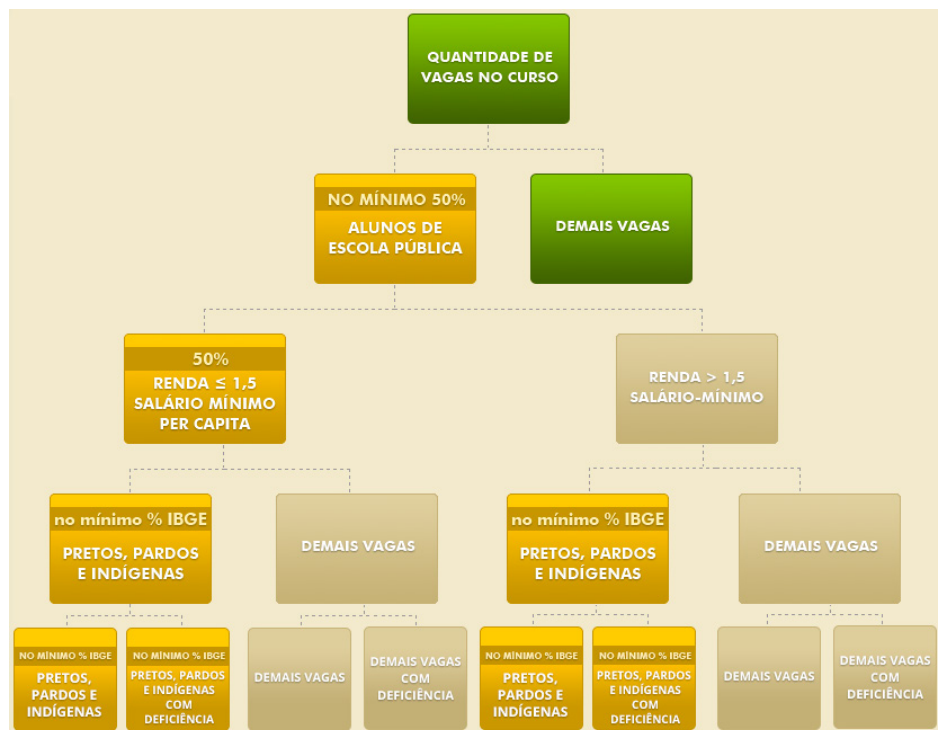 QUANTIDADE DE
VAGAS NO CURSO
NO MÍNIMO 50%
ALUNOS DE
ESCOLA PÚBLICA
DEMAIS VAGAS
50%
RENDA ≤ 1,5
SALÁRIO MÍNIMO
PER CAPITA
RENDA > 1,5
SALÁRIO-MÍNIMO
no mínimo % IBGE
PRETOS, PARDOS
E INDÍGENAS
DEMAIS VAGAS
no mínimo % IBGE
PRETOS, PARDOS
E INDÍGENAS
DEMAIS VAGAS
NO MÍNIMO % IBGE
PRETOS,
PARDOS E
INDÍGENAS
NO MÍNIMO % IBGE
PRETOS, PARDOS
E INDÍGENAS
COM
DEFICIÊNCIA
DEMAIS VAGAS
DEMAIS VAGAS
COM
DEFICIÊNCIA
NO MÍNIMO % IBGE
PRETOS,
PARDOS E
INDÍGENAS
NO MÍNIMO % IBGE
PRETOS, PARDOS
E INDÍGENAS
COM
DEFICIÊNCIA
DEMAIS VAGAS
DEMAIS VAGAS
COM
DEFICIÊNCIA